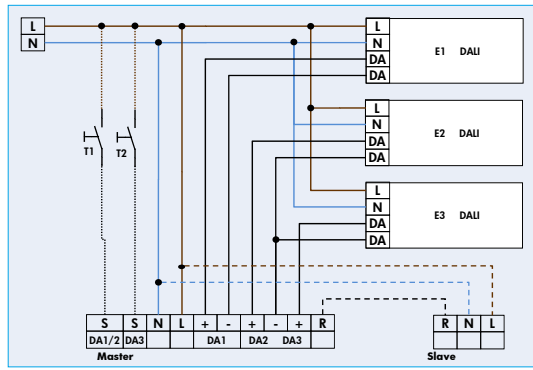 L
N
L
N
DA
DA
E1 DALI
L
N
DA
DA
E2 DALI
T1
T2
L
N
DA
DA
E3 DALI
S S N L + - + - + R
DA1/2 DA3 DA1 DA2 DA3
Master
R N L
Slave